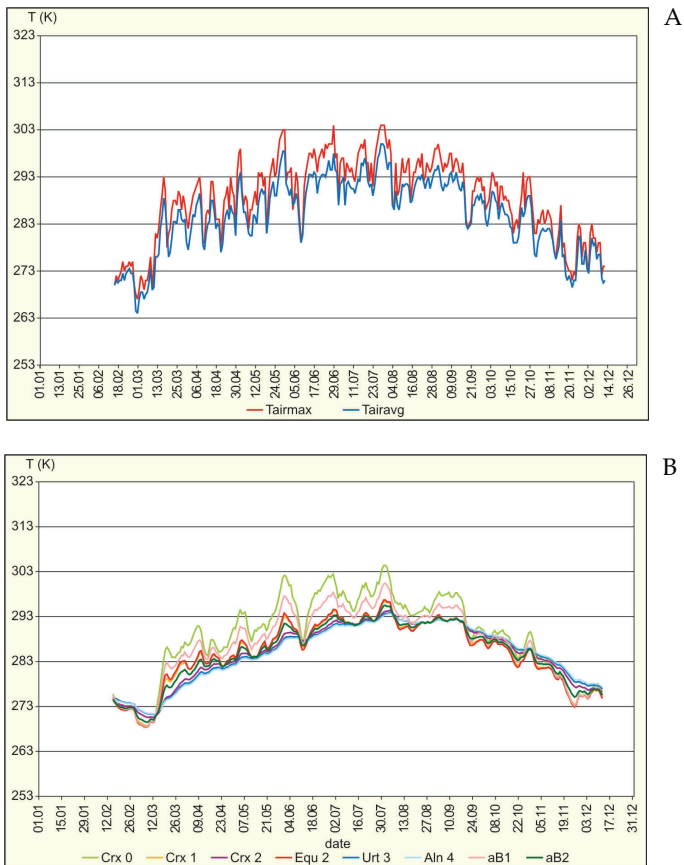 A
T (K)
323
313
303
293
283
273
263
253
01.01 13.01 25.01 06.02 18.02 01.03 13.03 25.03 06.04 18.04 30.04 12.05 24.05 05.06 17.06 29.06 11.07 23.07 04.08 16.08 28.08 09.09 21.09 03.10 15.10 27.10 08.11 20.11 02.12 14.12 26.12
Tairmax Tairavg
B
T (K)
323
313
303
293
283
273
263
253
01.01 15.01 29.01 12.02 26.02 12.03 26.03 09.04 23.04 07.05 21.05 04.06 18.06 02.07 16.07 30.07 13.08 27.08 10.09 24.09 08.10 22.10 05.11 19.11 03.12 17.12 31.12
date
Crx 0 Crx 1 Crx 2 Equ 2 Urt 3 Aln 4 aB1 aB2